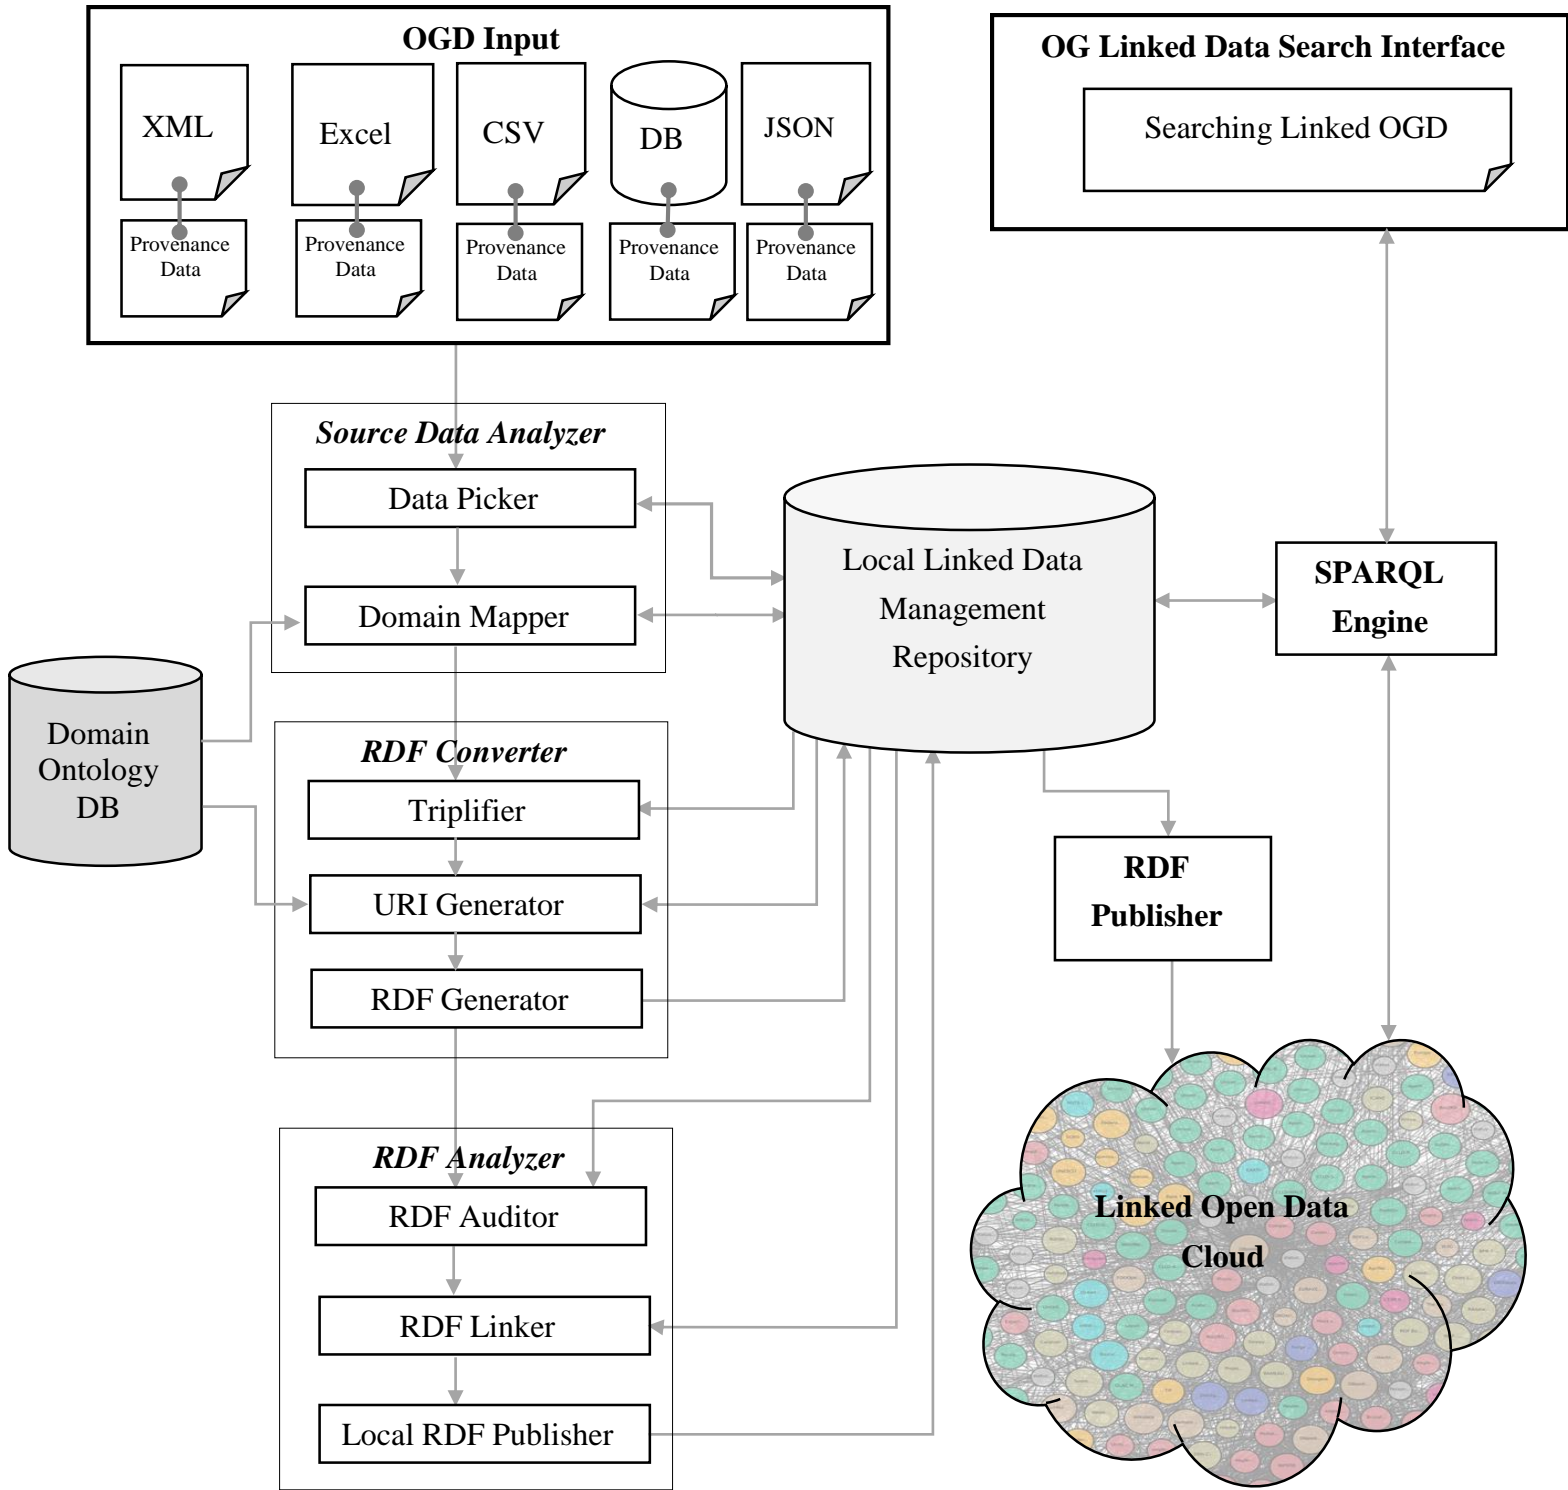 OGD Input
XML
Excel
CSV
DB
JSON
Provenance
Data
Provenance
Data
Provenance
Data
Provenance
Data
Provenance
Data
OG Linked Data Search Interface
Searching Linked OGD
Source Data Analyzer
Data Picker
Domain Mapper
Local Linked Data
Management
Repository
SPARQL
Engine
Domain
Ontology
DB
RDF Converter
Triplifier
URI Generator
RDF Generator
RDF
Publisher
RDF Analyzer
RDF Auditor
RDF Linker
Local RDF Publisher
Linked Open Data
Cloud